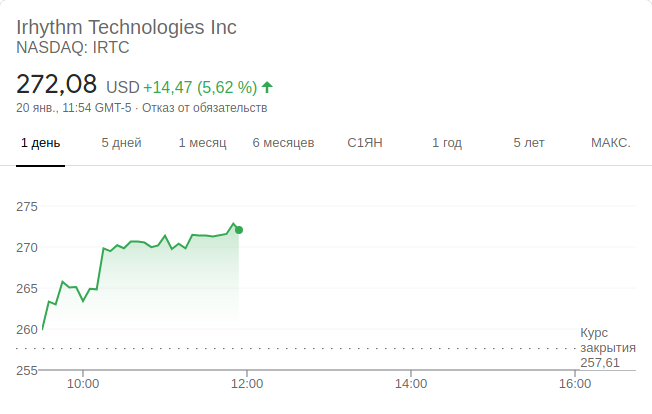 Irhythm Technologies Inc
NASDAQ: IRTC
272,08 USD +14,47 (5,62 %)
20 янв., 11:54 GMT-5 · Отказ от обязательств
1 день 5 дней 1 месяц 6 месяцев С1ЯН 1 год 5 лет МАКС.
275
270
265
260
255
Курс
закрытия
257,61
10:00 12:00 14:00 16:00